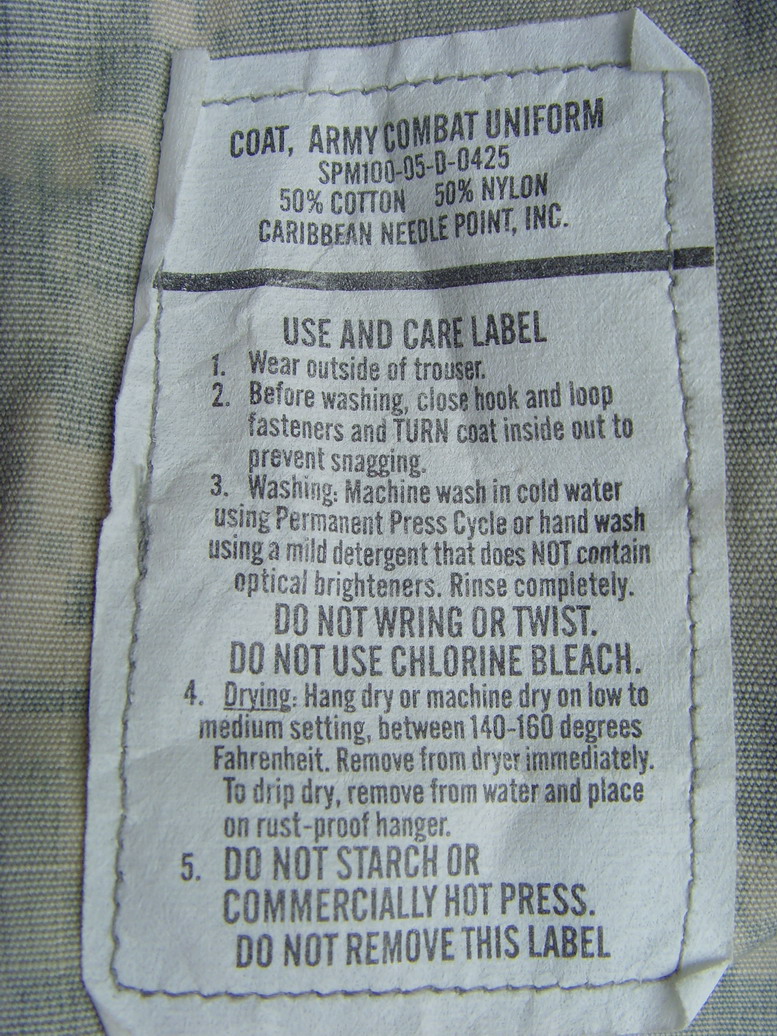 COAT, ARMY COMBAT UNIFORM
SPM100-05-D-0425
50% COTTON 50% NYLON
CARIBBEAN NEEDLE POINT, INC.
USE AND CARE LABEL
1. Wear outside of trouser.
2. Before washing, close hook and loop
fasteners and TURN coat inside out to
prevent snagging.
3. Washing: Machine wash in cold water
using Permanent Press Cycle or hand wash
using a mild detergent that does NOT contain
optical brighteners. Rinse completely.
DO NOT WRING OR TWIST.
DO NOT USE CHLORINE BLEACH.
4. Drying: Hang dry or machine dry on low to
medium setting, between 140-160 degrees
Fahrenheit. Remove from dryer immediately.
To drip dry, remove from water and place
on rust-proof hanger.
5. DO NOT STARCH OR
COMMERCIALLY HOT PRESS.
DO NOT REMOVE THIS LABEL